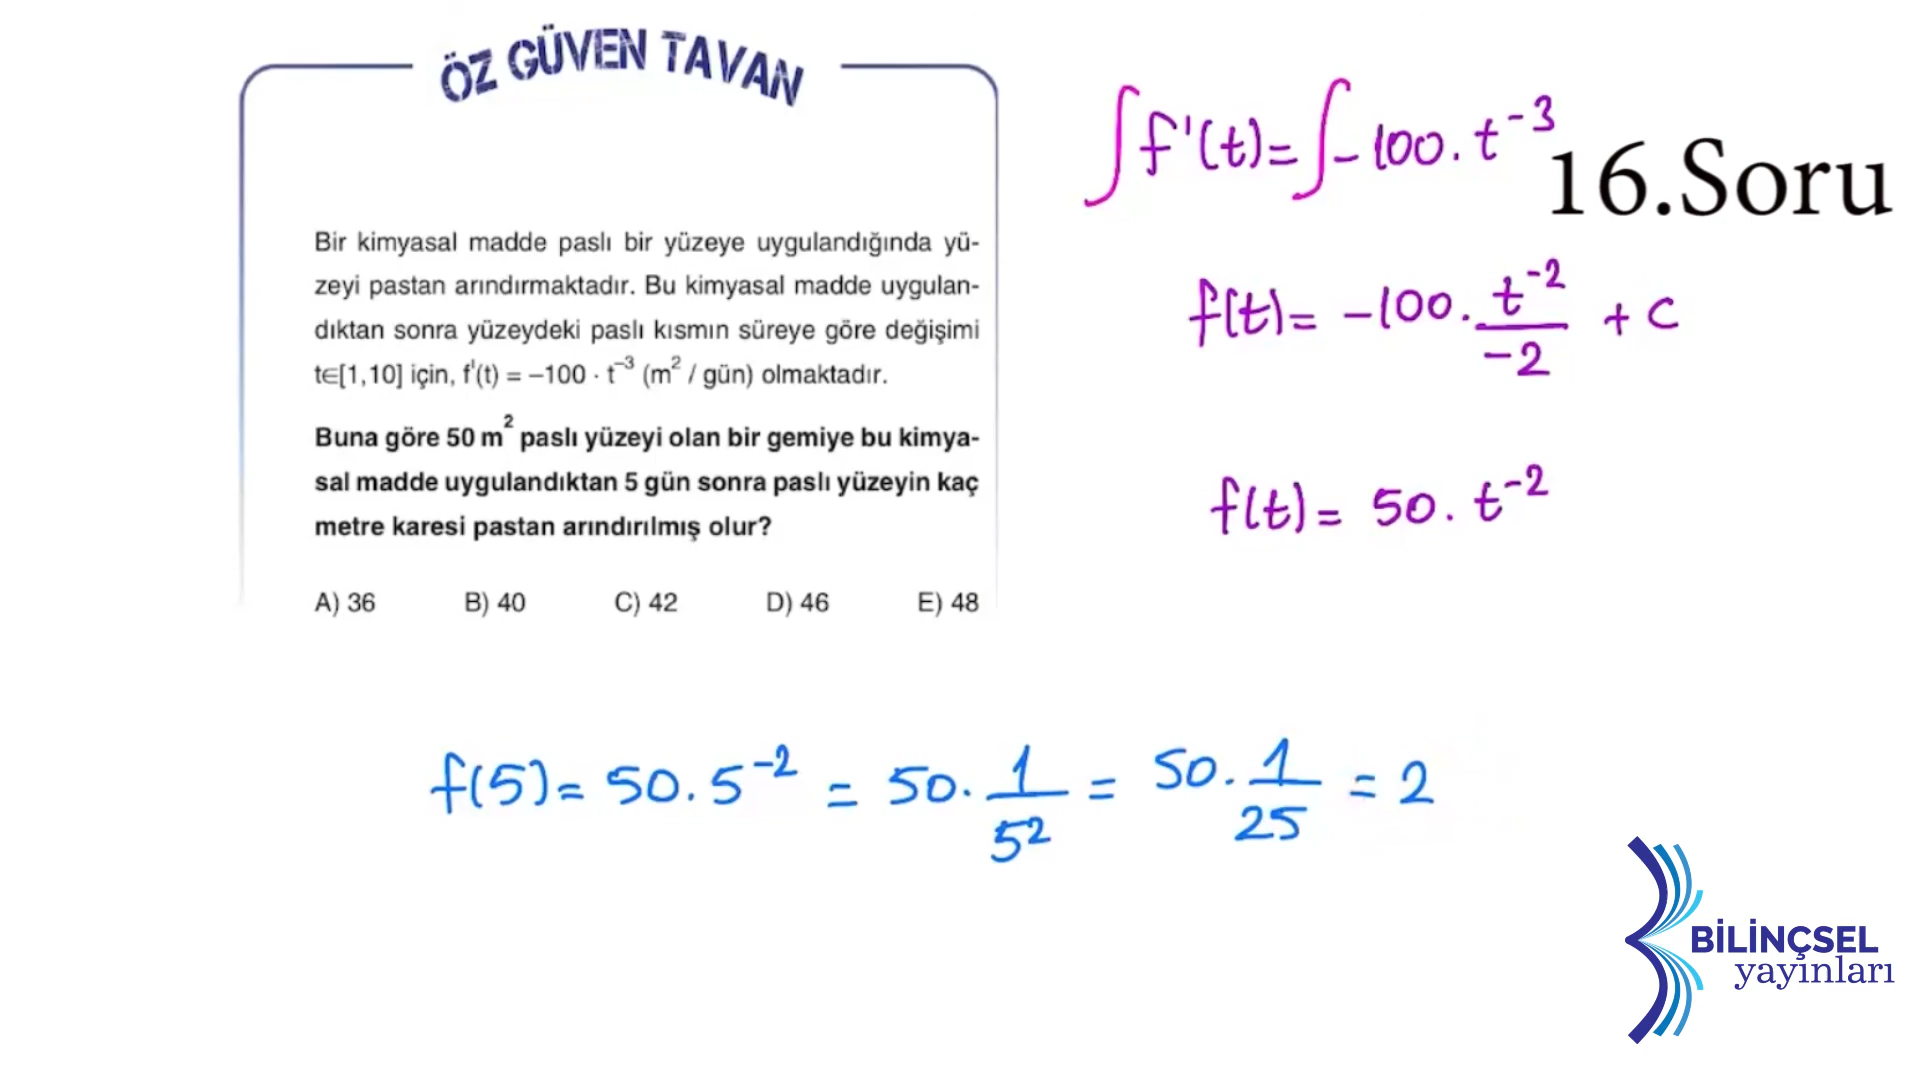 ÖZ GÜVEN TAVAN
Bir kimyasal madde paslı bir yüzeye uygulandığında yü-
zeyi pastan arındırmaktadır. Bu kimyasal madde uygulan-
dıktan sonra yüzeydeki paslı kısmın süreye göre değişimi
t∈[1,10] için, f'(t) = –100 · t⁻³ (m² / gün) olmaktadır.
Buna göre 50 m² paslı yüzeyi olan bir gemiye bu kimya-
sal madde uygulandıktan 5 gün sonra paslı yüzeyin kaç
metre karesi pastan arındırılmış olur?
A) 36 B) 40 C) 42 D) 46 E) 48
∫f'(t)=∫-100.t⁻³
16.Soru
f(t)= -100. t⁻²/-2 + c
f(t)= 50. t⁻²
f(5)= 50.5⁻² = 50. 1/5² = 50. 1/25 = 2
BİLİNÇSEL
yayınları